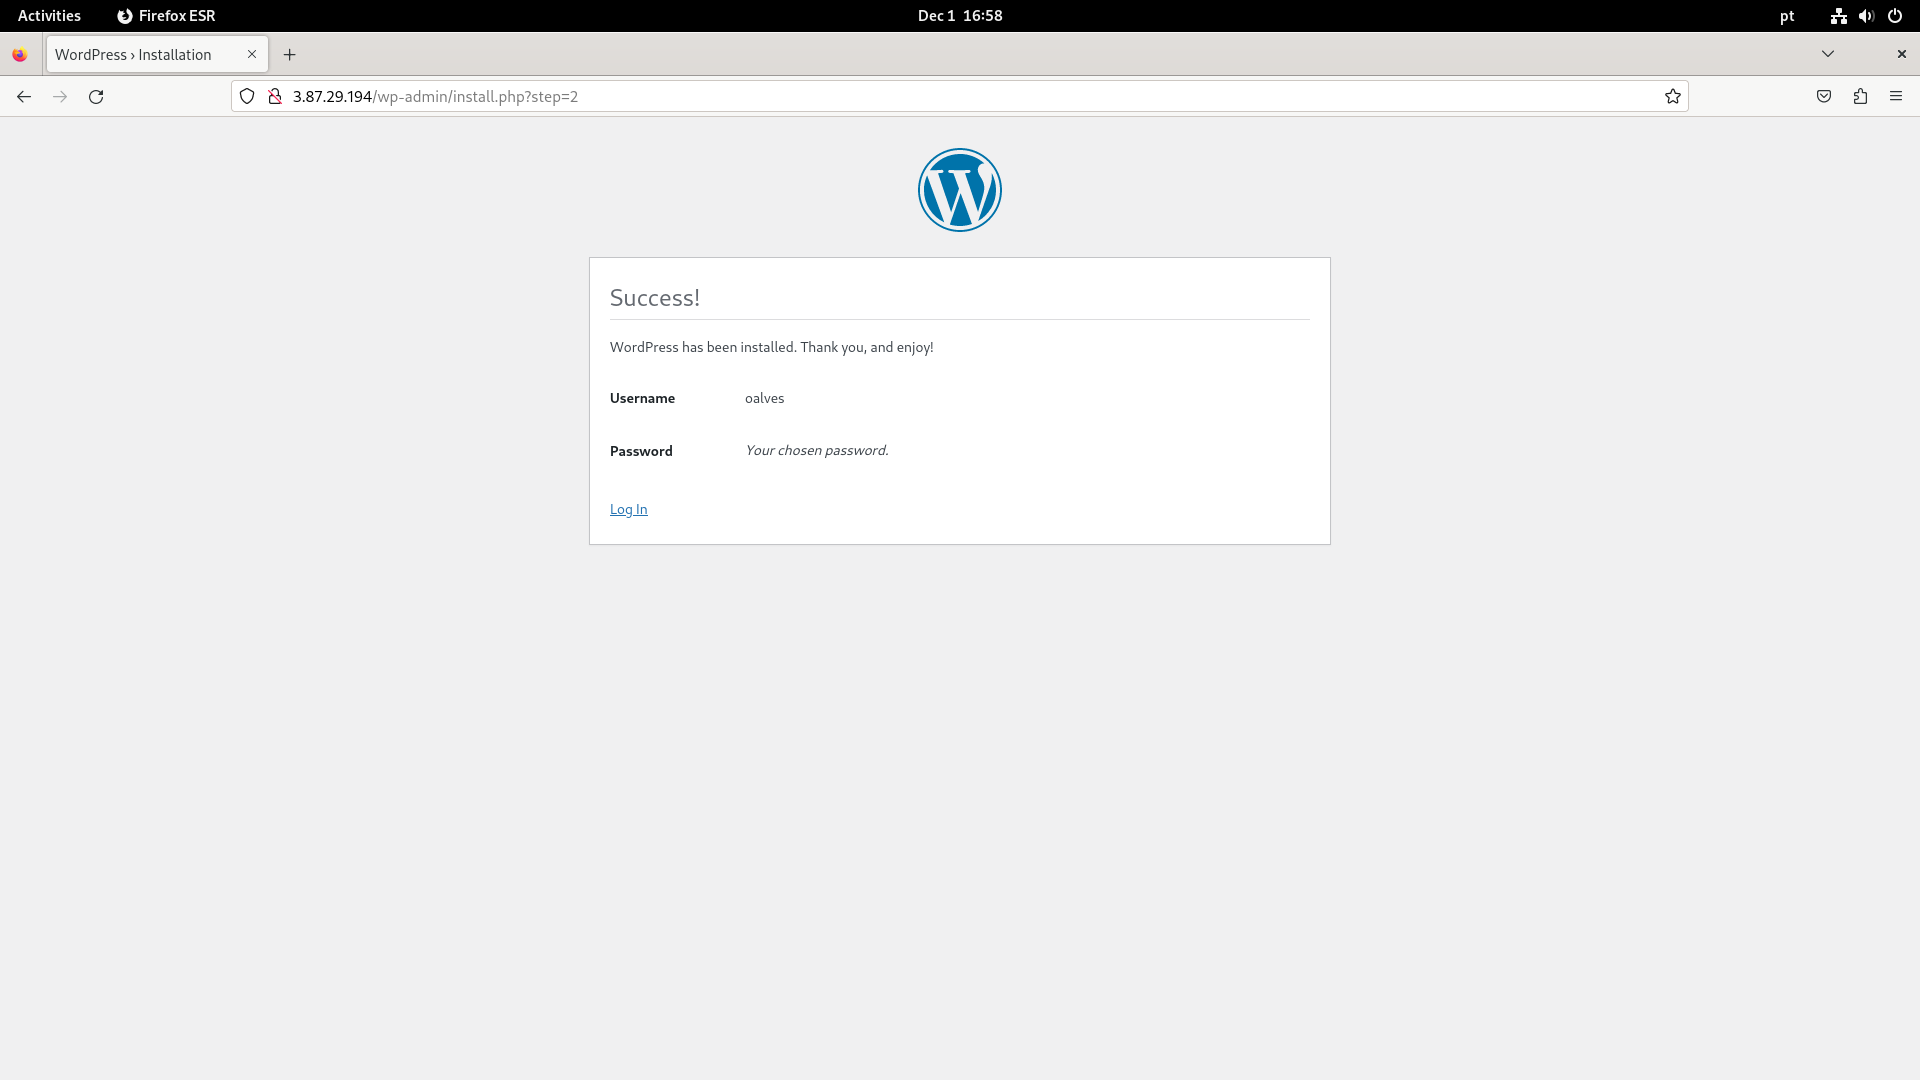 Activities
Firefox ESR
Dec 1 16:58
pt
WordPress › Installation
3.87.29.194/wp-admin/install.php?step=2
Success!
WordPress has been installed. Thank you, and enjoy!
Username oalves
Password Your chosen password.
Log In